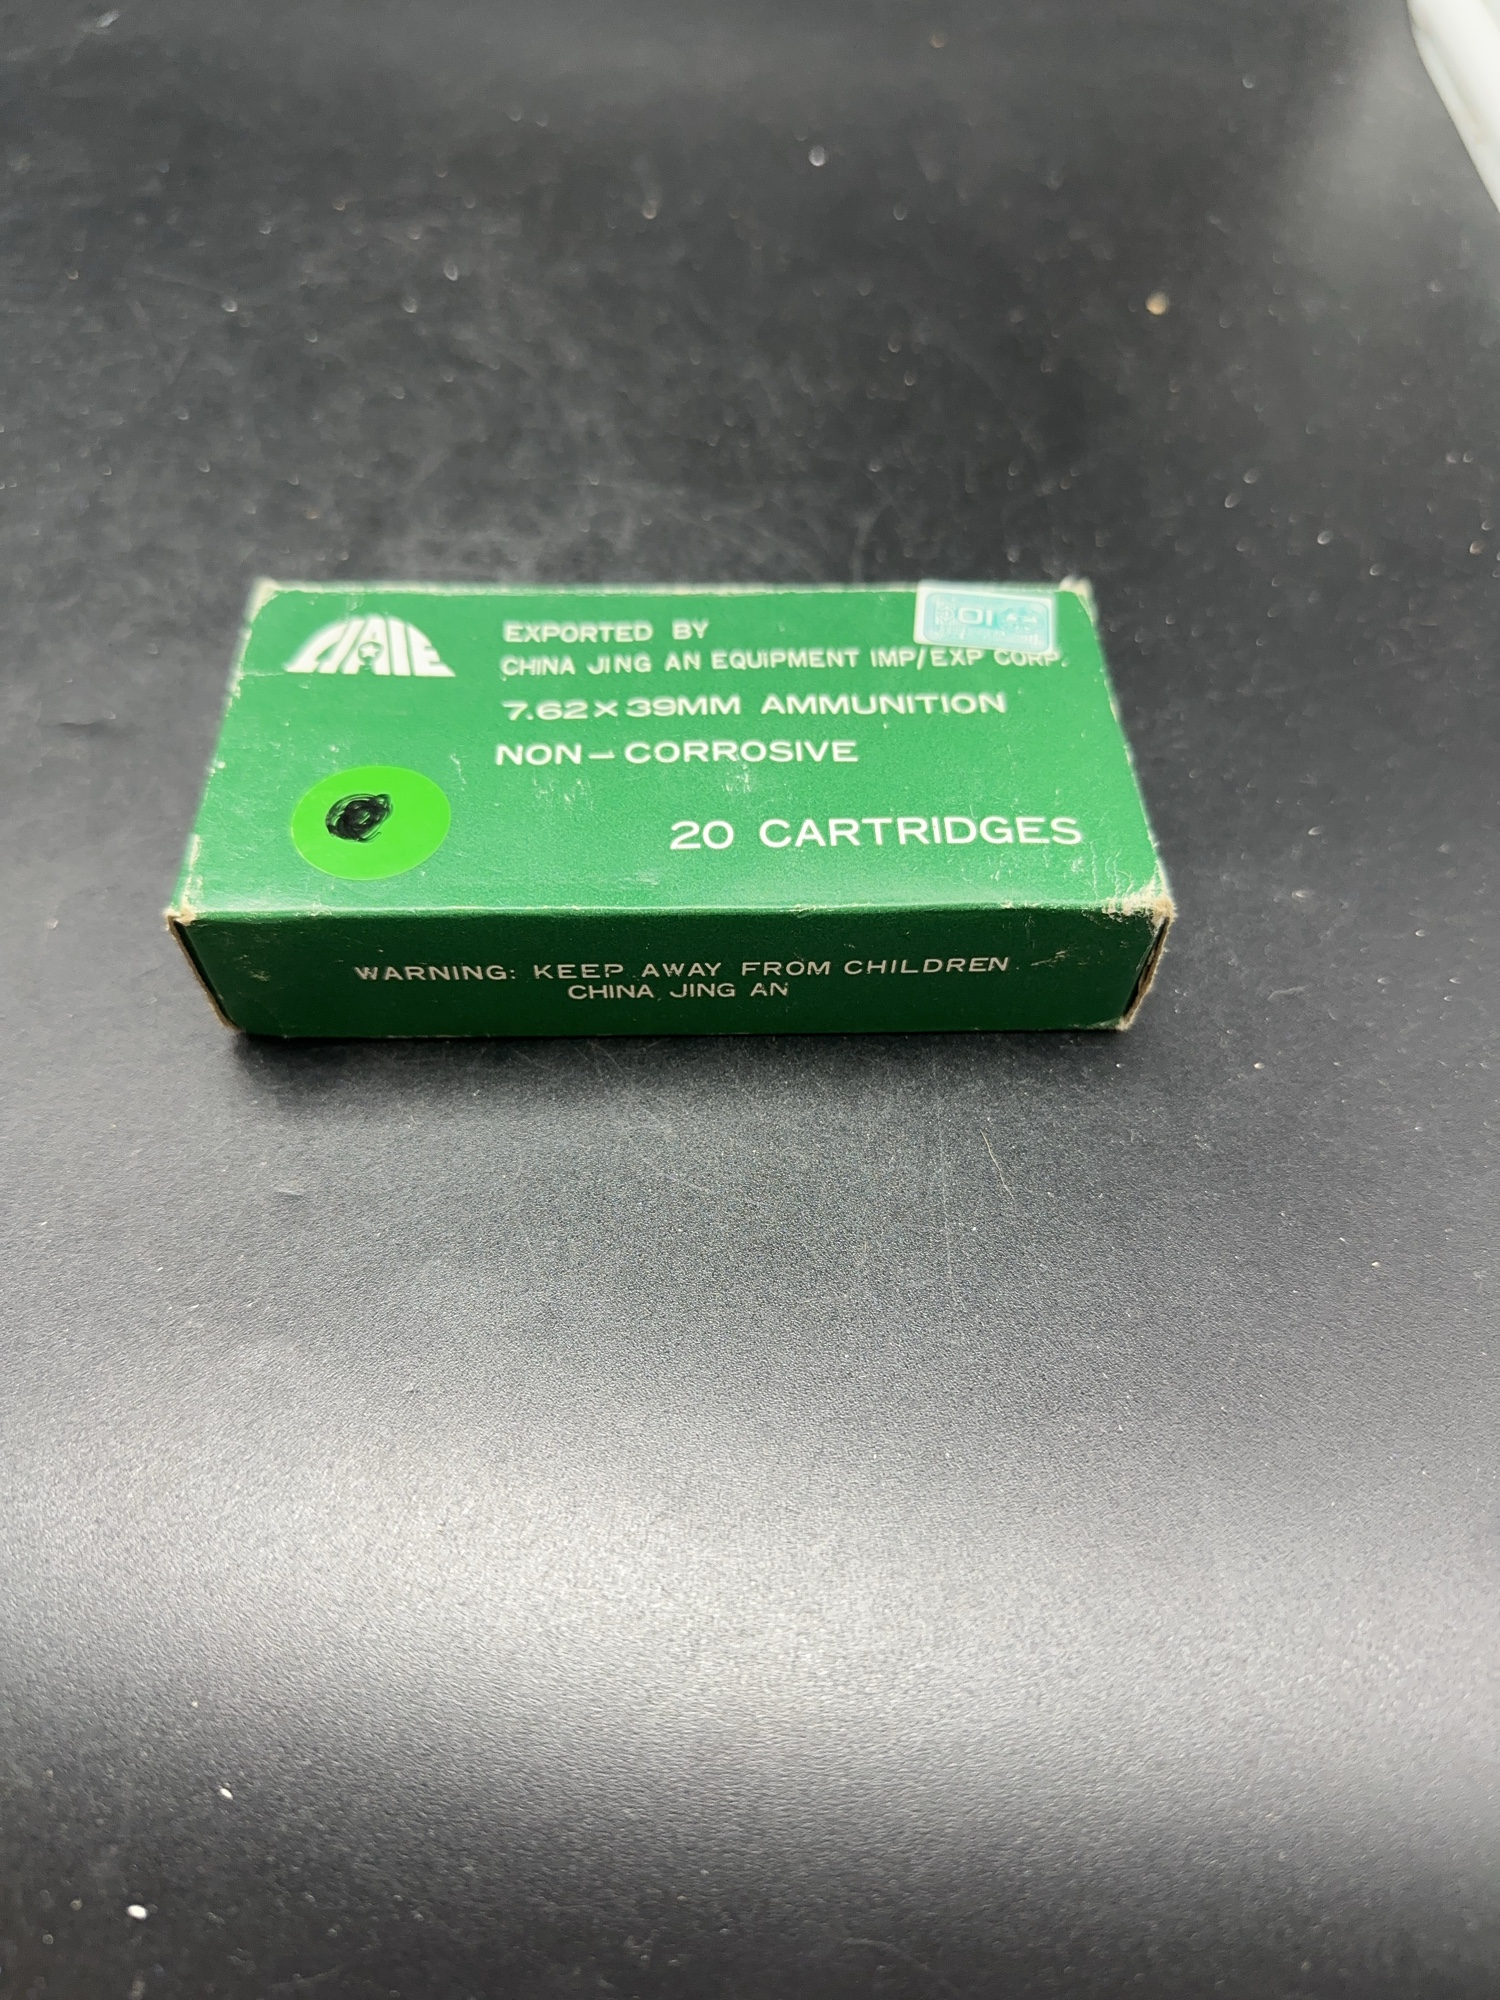 EXPORTED BY
CHINA JING AN EQUIPMENT IMP/EXP CORP.
7.62×39MM AMMUNITION
NON-CORROSIVE
20 CARTRIDGES
WARNING: KEEP AWAY FROM CHILDREN
CHINA JING AN